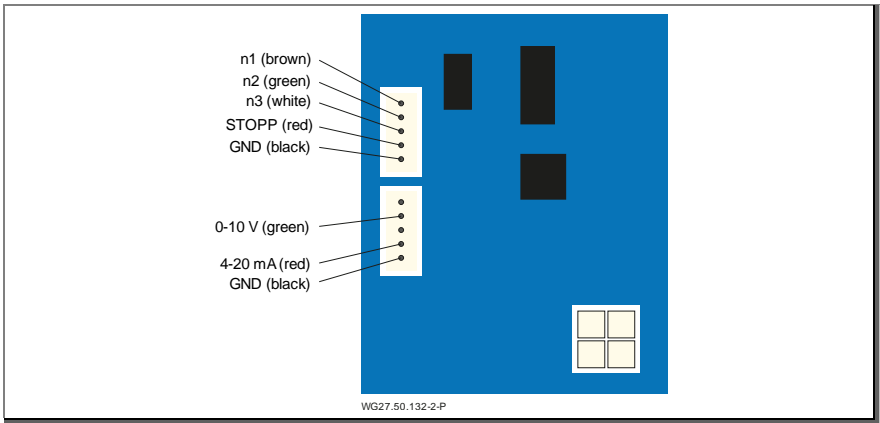 n1 (brown)
n2 (green)
n3 (white)
STOPP (red)
GND (black)
0-10 V (green)
4-20 mA (red)
GND (black)
WG27.50.132-2-P